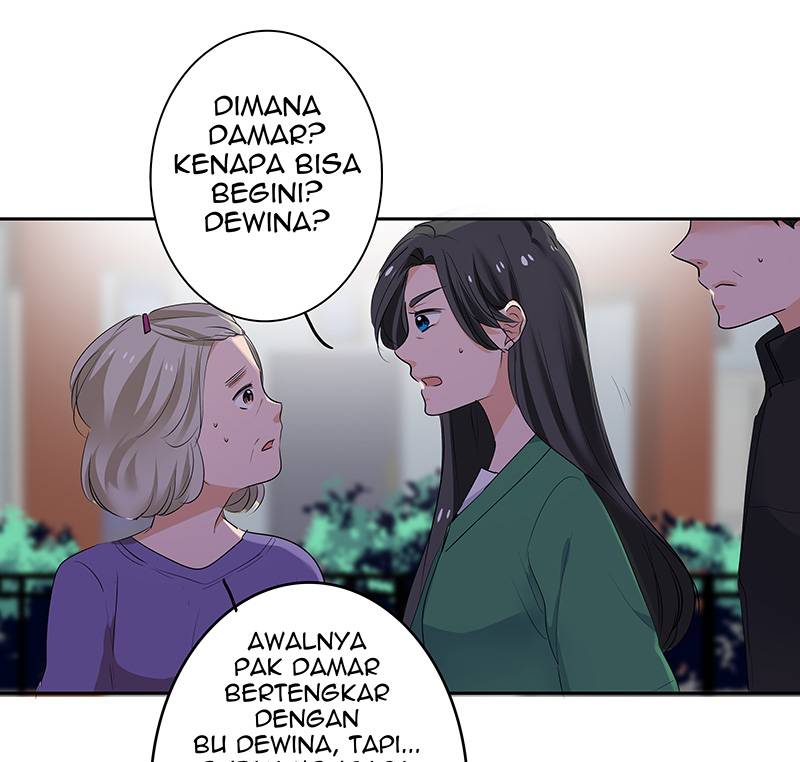 DIMANA
DAMAR?
KENAPA BISA
BEGINI?
DEWINA?
AWALNYA
PAK DAMAR
BERTENGKAR
DENGAN
BU DEWINA, TAPI...